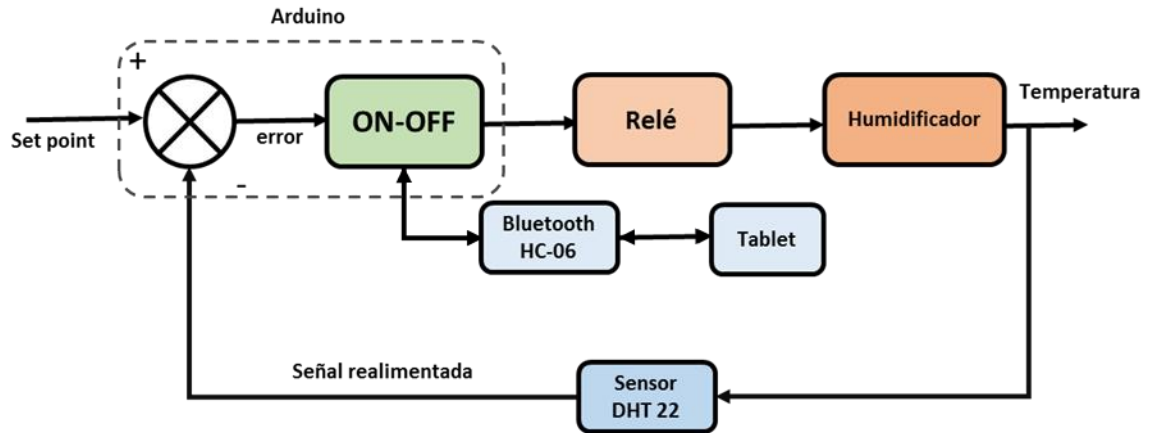 Arduino
+
Set point
error
-
ON-OFF
Relé
Humidificador
Temperatura
Bluetooth
HC-06
Tablet
Señal realimentada
Sensor
DHT 22